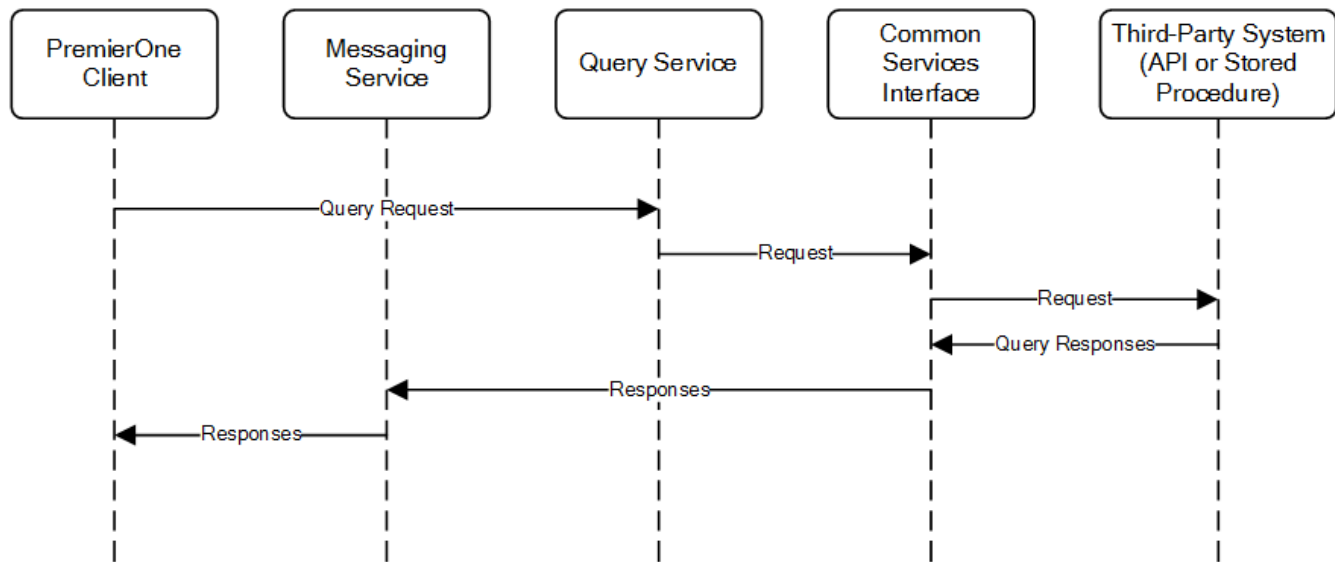 PremierOne
Client
Messaging
Service
Query Service
Common
Services
Interface
Third-Party System
(API or Stored
Procedure)
Query Request
Request
Request
Query Responses
Responses
Responses